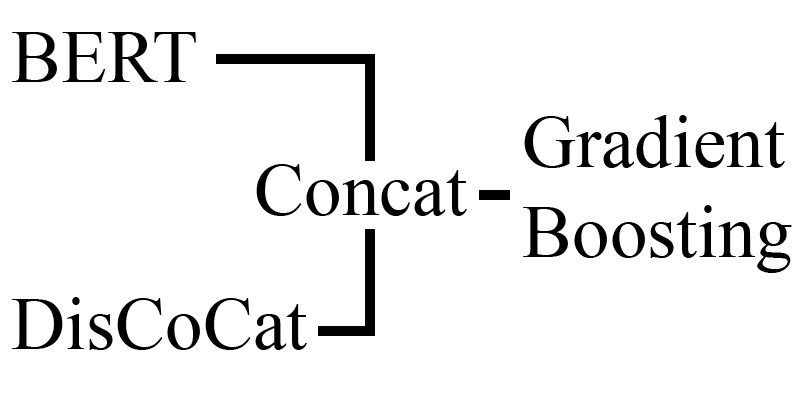 BERT
Concat
DisCoCat
Gradient
Boosting